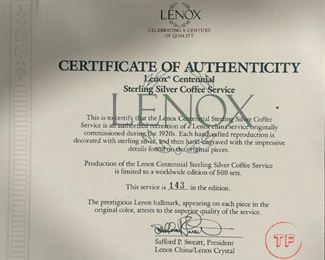 LENOX
CELEBRATING A CENTURY
OF QUALITY
CERTIFICATE OF AUTHENTICITY
Lenox® Centennial
Sterling Silver Coffee Service
LENOX
This is to certify that the Lenox Centennial Sterling Silver Coffee
Service is an authorized recreation of a Lenox china service originally
commissioned during the 1920s. Each handcrafted reproduction is
decorated with sterling silver, and then hand-engraved with the impressive
details found on the original pieces.
Production of the Lenox Centennial Sterling Silver Coffee Service
is limited to a worldwide edition of 500 sets.
This service is 143 in the edition.
The prestigious Lenox hallmark, appearing on each piece in the
original color, attests to the superior quality of the service.
Safford P. Sweatt, President
Lenox China/Lenox Crystal
TF